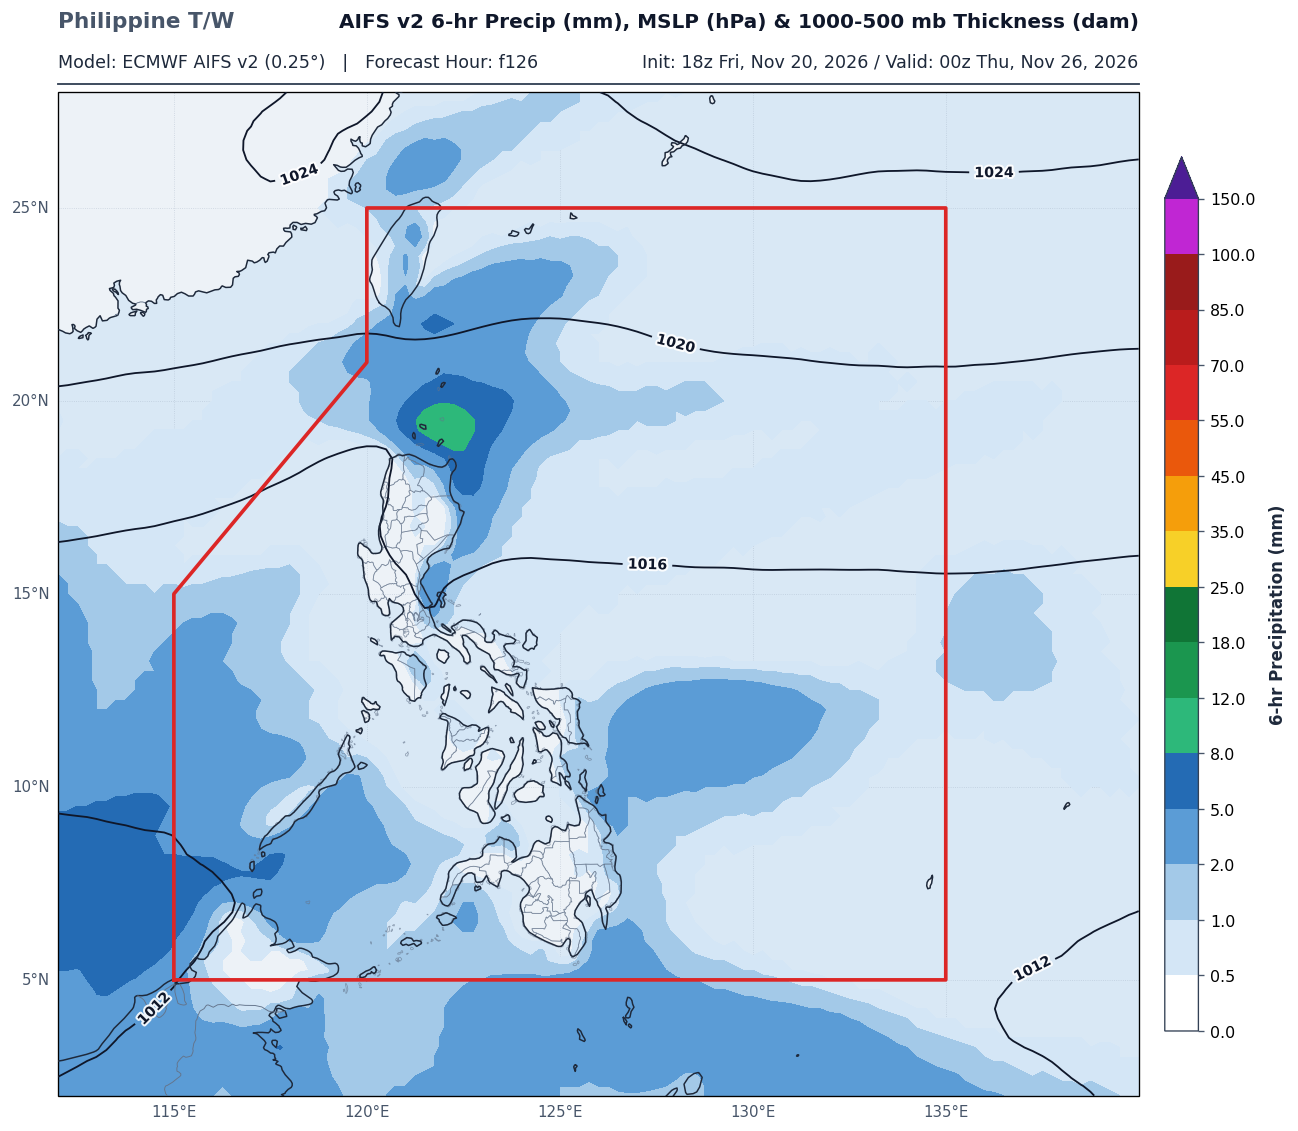 Philippine T/W
AIFS v2 6-hr Precip (mm), MSLP (hPa) & 1000-500 mb Thickness (dam)
Model: ECMWF AIFS v2 (0.25°) | Forecast Hour: f126
Init: 18z Fri, Nov 20, 2026 / Valid: 00z Thu, Nov 26, 2026
1024
1024
1020
1016
1012
1012
25°N
20°N
15°N
10°N
5°N
115°E
120°E
125°E
130°E
135°E
150.0
100.0
85.0
70.0
55.0
45.0
35.0
25.0
18.0
12.0
8.0
5.0
2.0
1.0
0.5
0.0
6-hr Precipitation (mm)